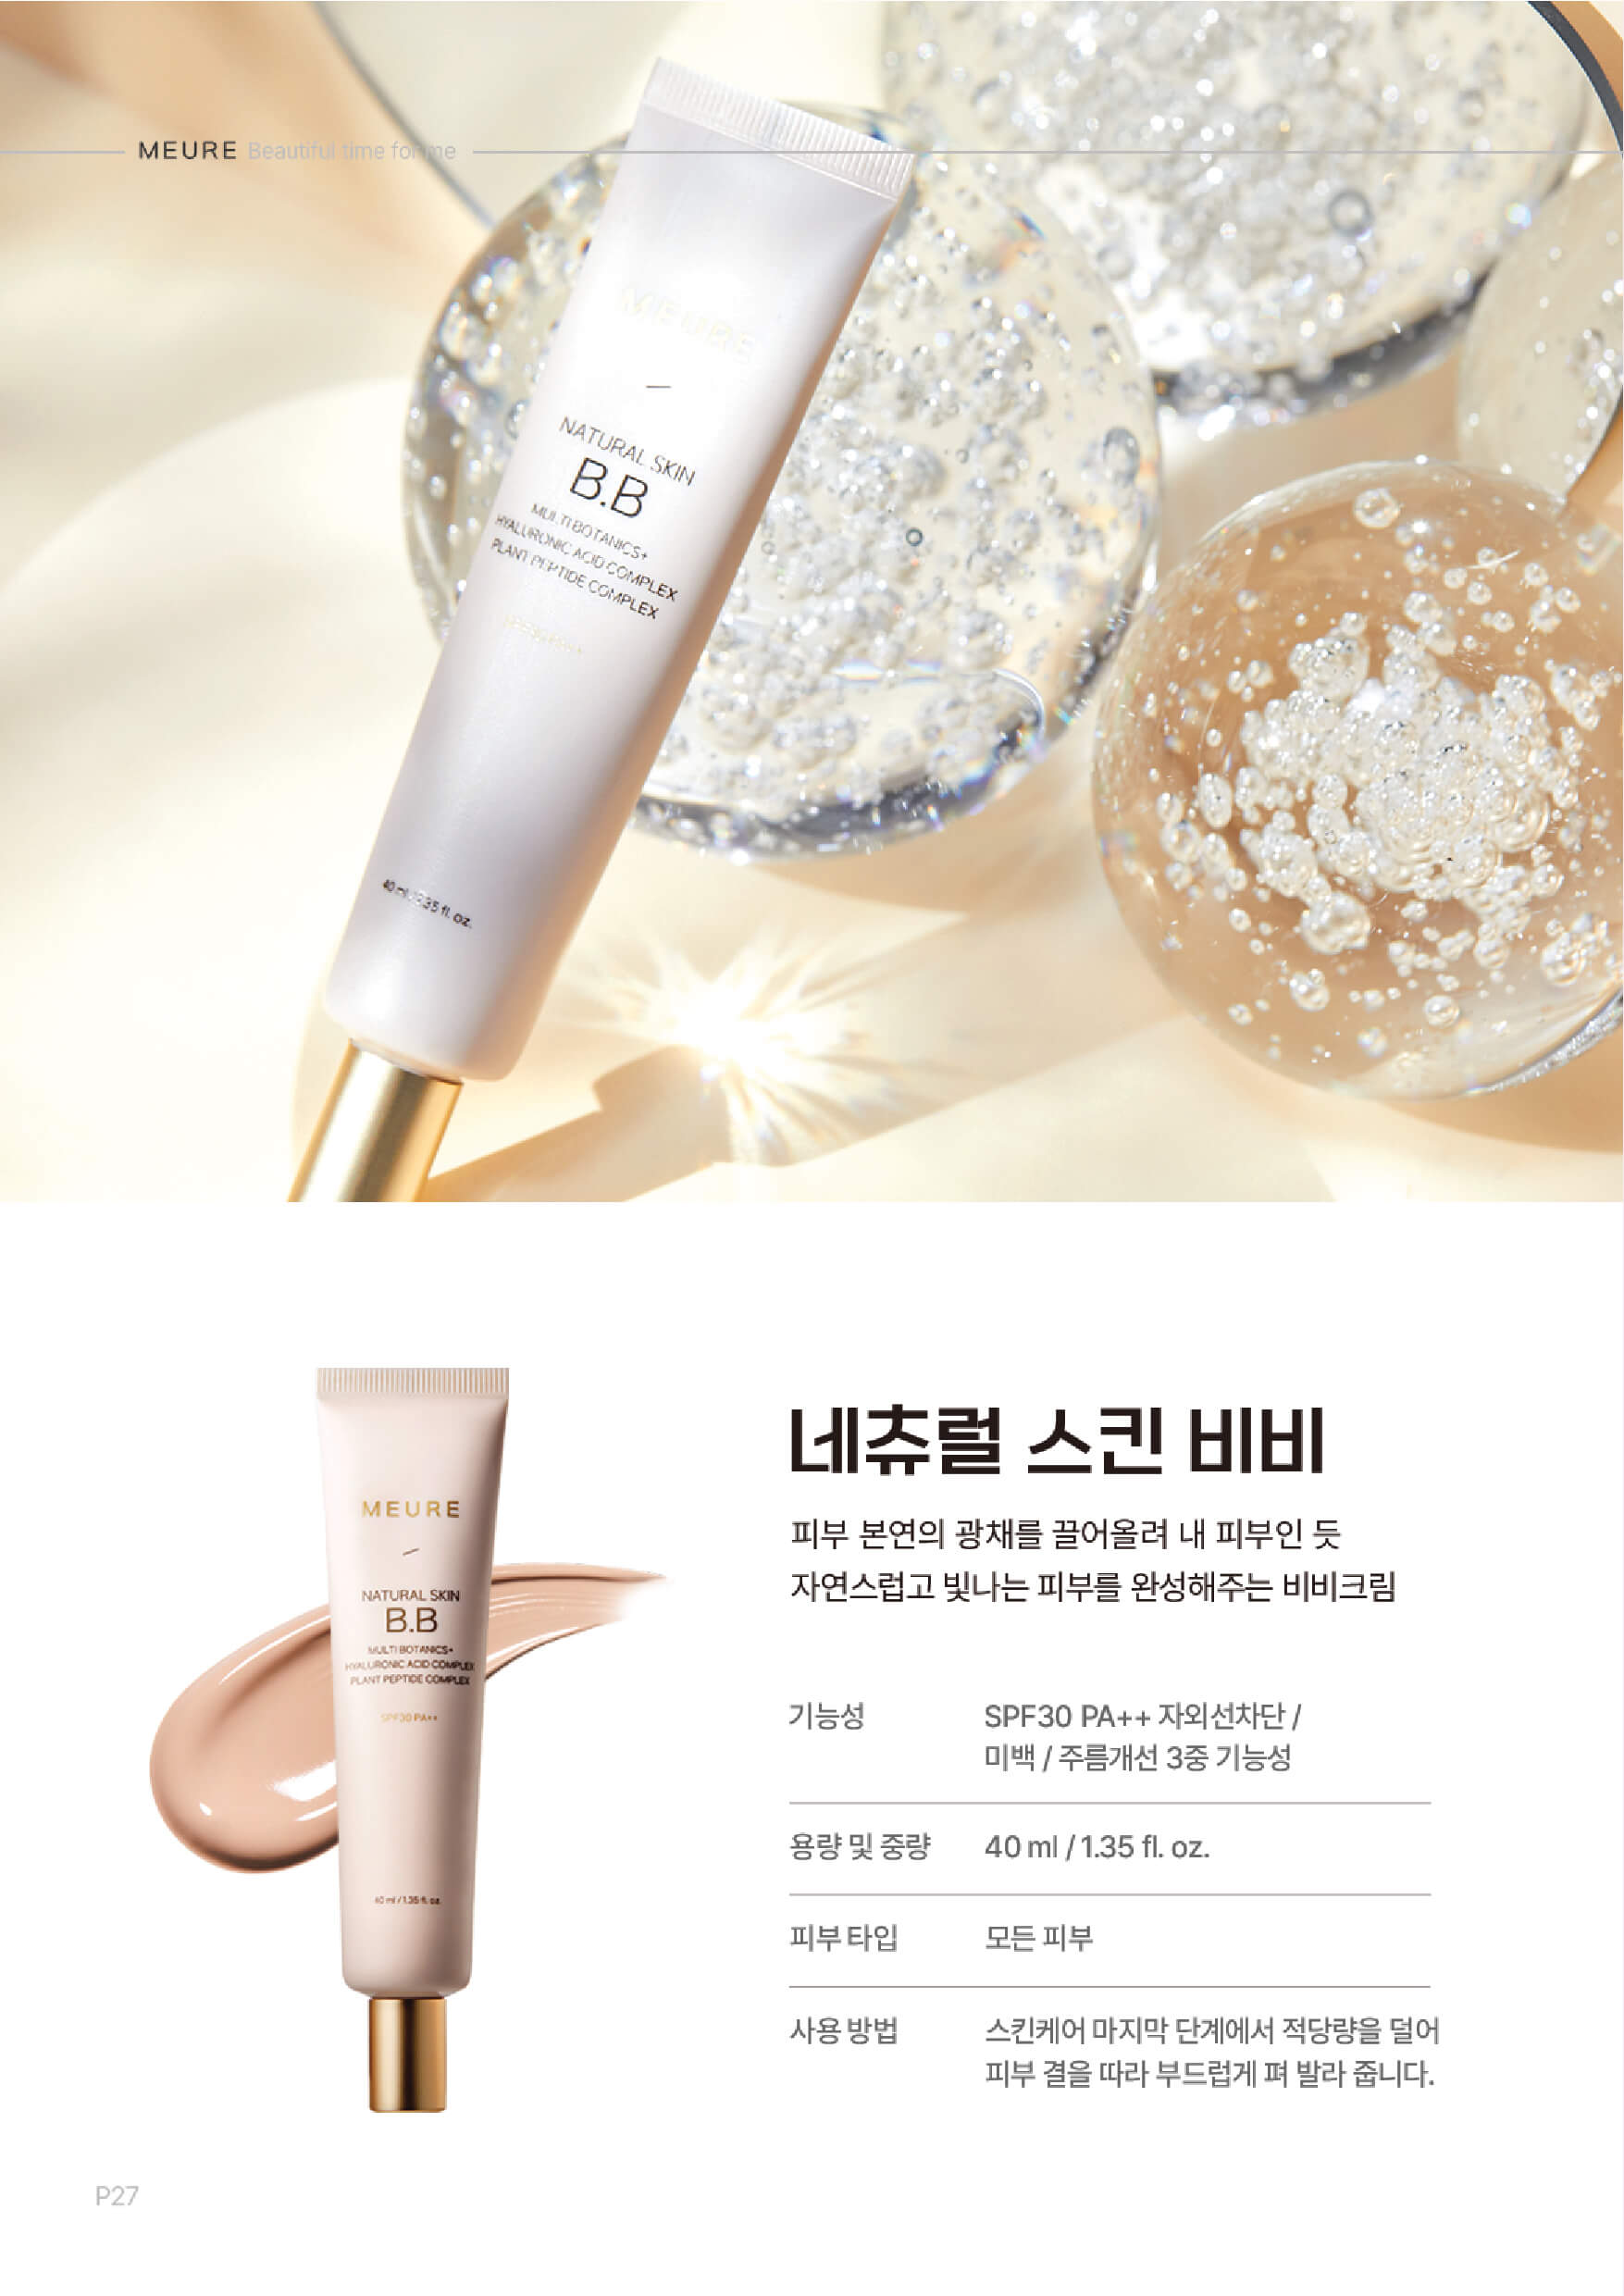 MEURE Beautiful time for me
MEURE
NATURAL SKIN
B.B
MULTI BOTANICS+
HYALURONIC ACID COMPLEX
PLANT PEPTIDE COMPLEX
40 ml / 1.35 fl. oz.
네츄럴 스킨 비비
피부 본연의 광채를 끌어올려 내 피부인 듯
자연스럽고 빛나는 피부를 완성해주는 비비크림
MEURE
NATURAL SKIN
B.B
MULTI BOTANICS+
HYALURONIC ACID COMPLEX
PLANT PEPTIDE COMPLEX
SPF30 PA++
40 ml / 1.35 fl. oz.
기능성 SPF30 PA++ 자외선차단 /
미백 / 주름개선 3중 기능성
용량 및 중량 40 ml / 1.35 fl. oz.
피부 타입 모든 피부
사용 방법 스킨케어 마지막 단계에서 적당량을 덜어
피부 결을 따라 부드럽게 펴 발라 줍니다.
P27